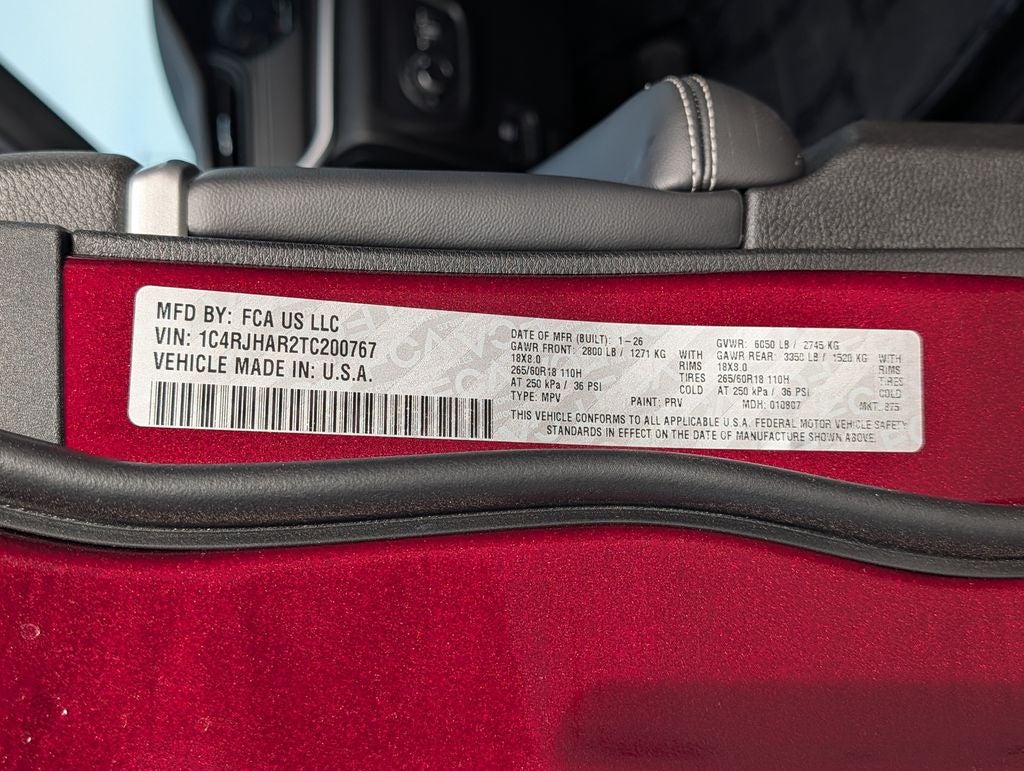 MFD BY: FCA US LLC
VIN: 1C4RJHAR2TC200767
VEHICLE MADE IN: U.S.A.
DATE OF MFR (BUILT): 1-26
GAWR FRONT: 2800 LB / 1271 KG WITH
18X8.0 RIMS
265/60R18 110H TIRES
AT 250 kPa / 36 PSI COLD
TYPE: MPV PAINT: PRV
GVWR: 6050 LB / 2745 KG
GAWR REAR: 3350 LB / 1520 KG WITH
18X8.0 RIMS
265/60R18 110H TIRES
AT 250 kPa / 36 PSI COLD
MDH: 010807 MKT: 875
THIS VEHICLE CONFORMS TO ALL APPLICABLE U.S.A. FEDERAL MOTOR VEHICLE SAFETY
STANDARDS IN EFFECT ON THE DATE OF MANUFACTURE SHOWN ABOVE.